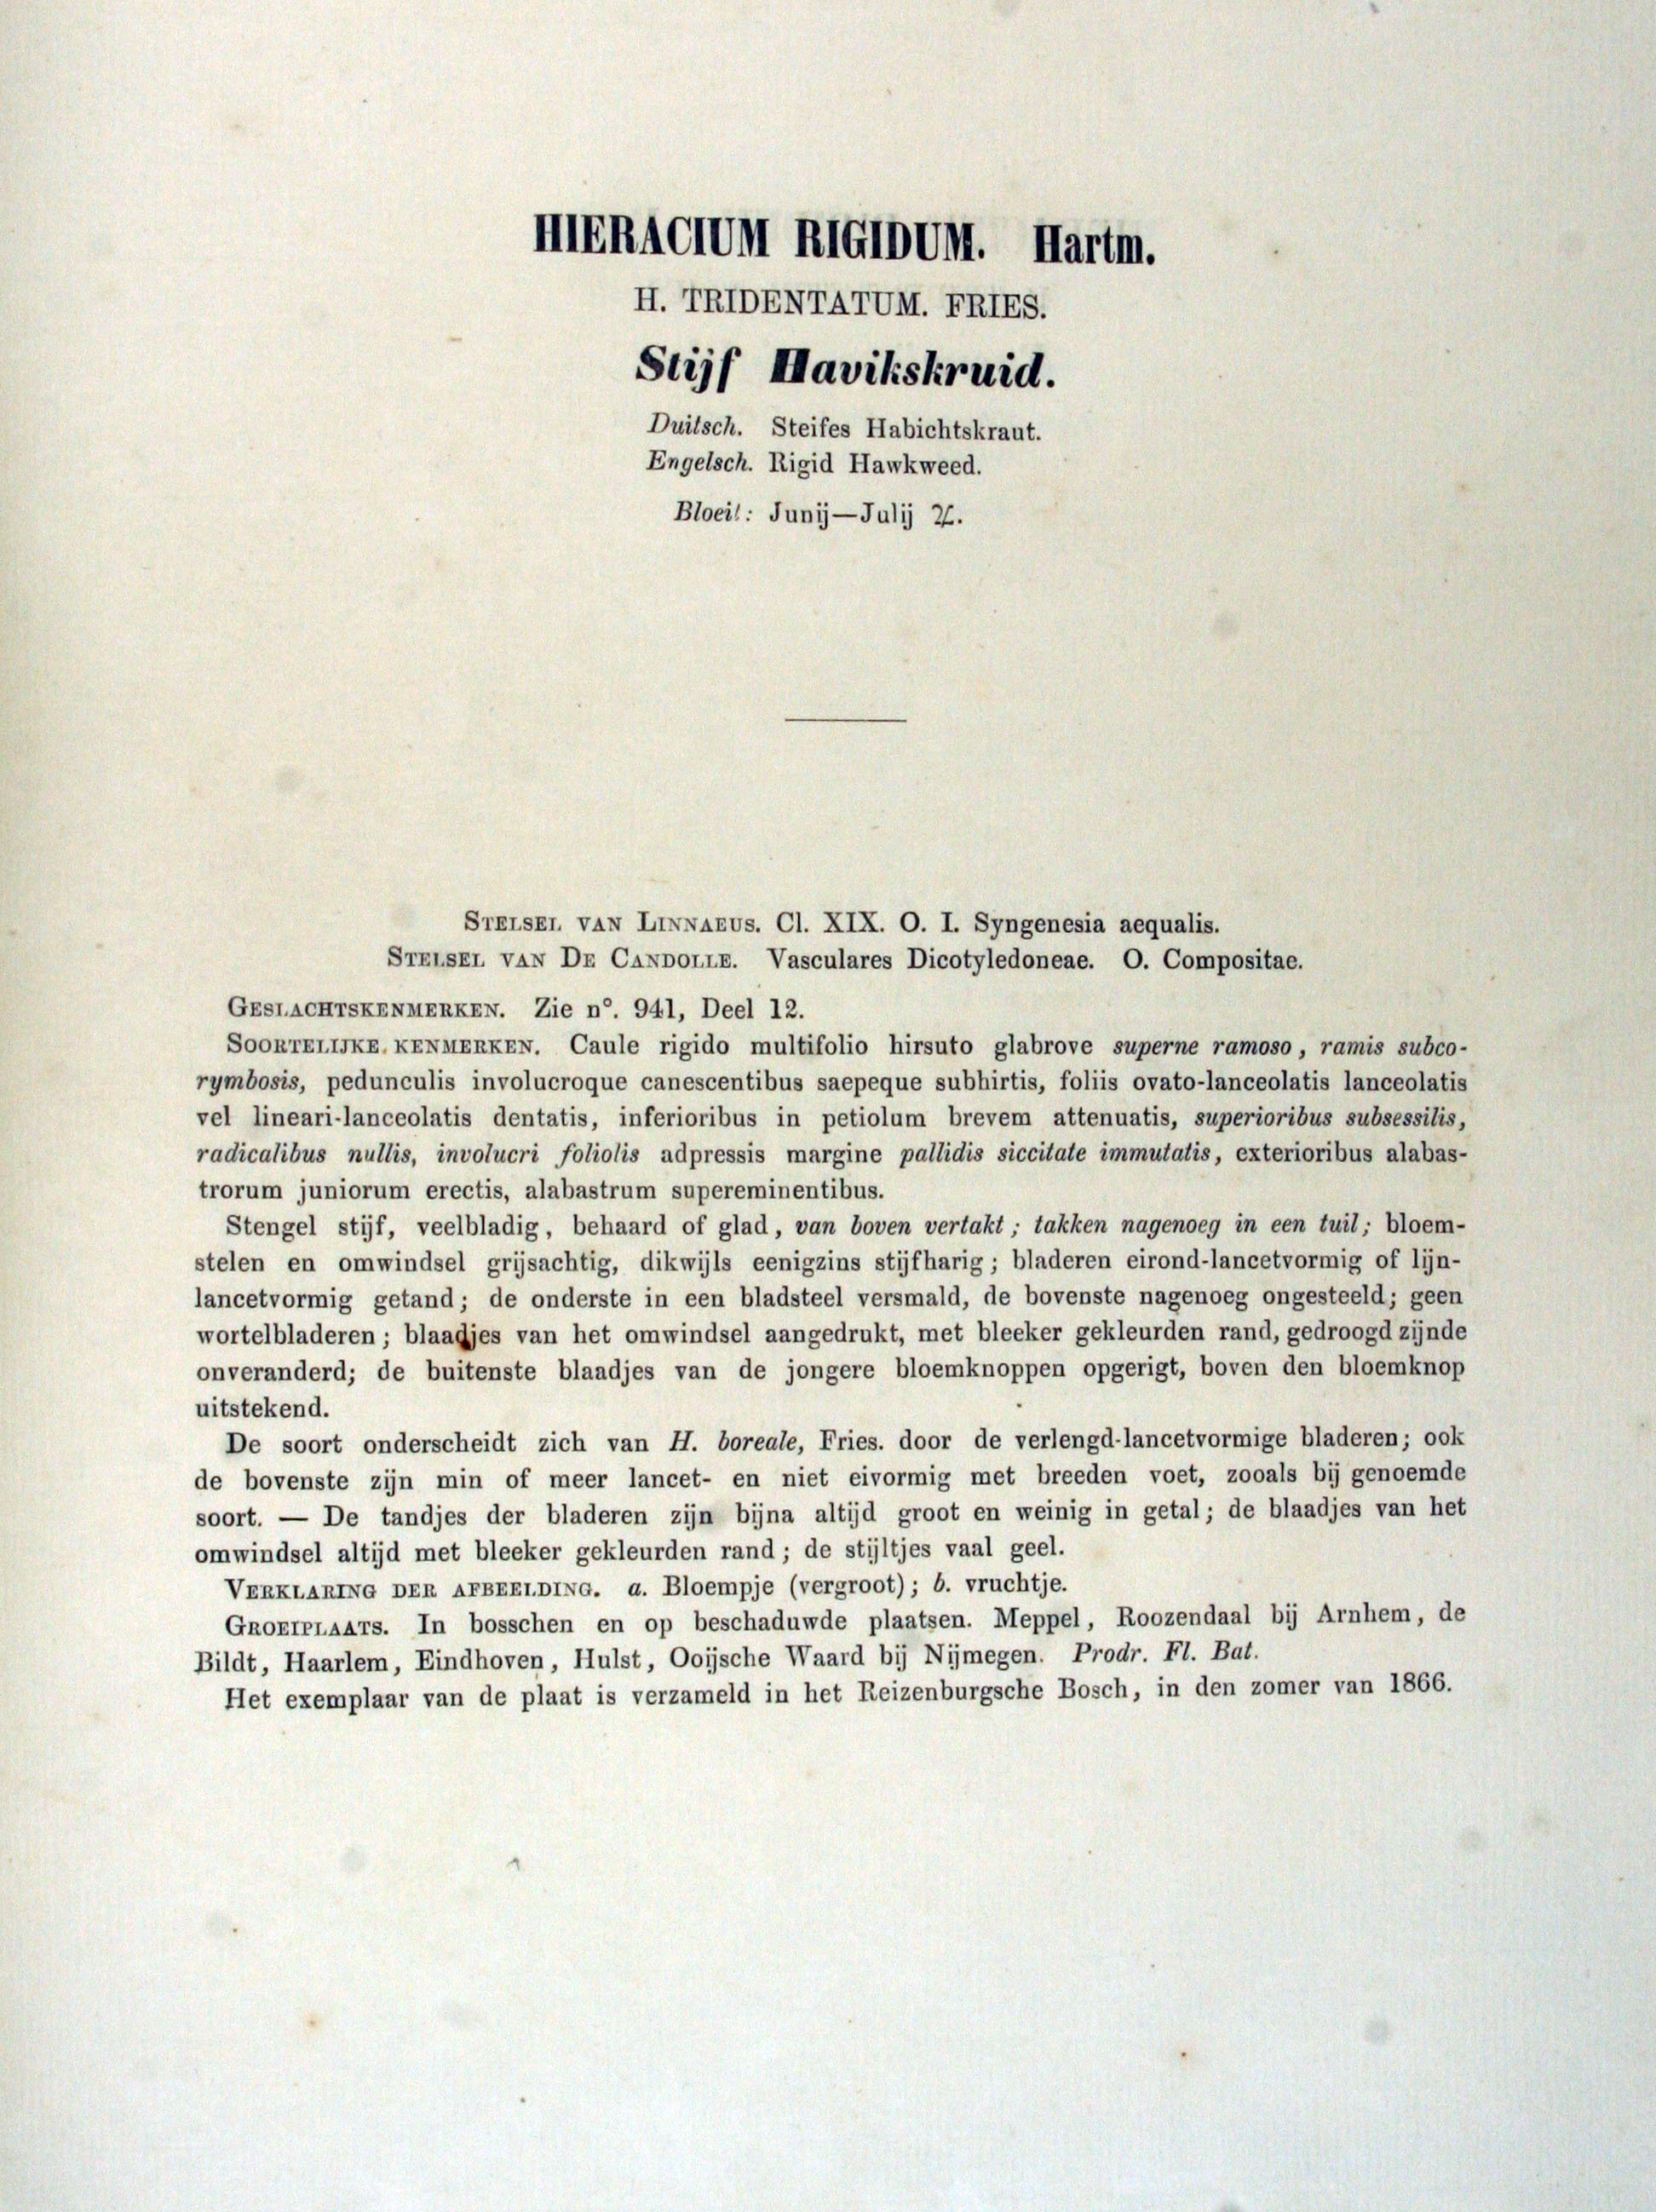 HIERACIUM RIGIDUM. Hartm.
H. TRIDENTATUM. FRIES.
Stijf Havikskruid.
Duitsch. Steifes Habichtskraut.
Engelsch. Rigid Hawkweed.
Bloeit: Junij—Julij ♃.
STELSEL VAN LINNAEUS. Cl. XIX. O. I. Syngenesia aequalis.
STELSEL VAN DE CANDOLLE. Vasculares Dicotyledoneae. O. Compositae.
GESLACHTSKENMERKEN. Zie n°. 941, Deel 12.
SOORTELIJKE KENMERKEN. Caule rigido multifolio hirsuto glabrove superne ramoso, ramis subco-
rymbosis, pedunculis involucroque canescentibus saepeque subhirtis, foliis ovato-lanceolatis lanceolatis
vel lineari-lanceolatis dentatis, inferioribus in petiolum brevem attenuatis, superioribus subsessilis,
radicalibus nullis, involucri foliolis adpressis margine pallidis siccitate immutatis, exterioribus alabas-
trorum juniorum erectis, alabastrum supereminentibus.
Stengel stijf, veelbladig, behaard of glad, van boven vertakt; takken nagenoeg in een tuil; bloem-
stelen en omwindsel grijsachtig, dikwijls eenigzins stijfharig; bladeren eirond-lancetvormig of lijn-
lancetvormig getand; de onderste in een bladsteel versmald, de bovenste nagenoeg ongesteeld; geen
wortelbladeren; blaadjes van het omwindsel aangedrukt, met bleeker gekleurden rand, gedroogd zijnde
onveranderd; de buitenste blaadjes van de jongere bloemknoppen opgerigt, boven den bloemknop
uitstekend.
De soort onderscheidt zich van H. boreale, Fries. door de verlengd-lancetvormige bladeren; ook
de bovenste zijn min of meer lancet- en niet eivormig met breeden voet, zooals bij genoemde
soort. — De tandjes der bladeren zijn bijna altijd groot en weinig in getal; de blaadjes van het
omwindsel altijd met bleeker gekleurden rand; de stijltjes vaal geel.
VERKLARING DER AFBEELDING. a. Bloempje (vergroot); b. vruchtje.
GROEIPLAATS. In bosschen en op beschaduwde plaatsen. Meppel, Roozendaal bij Arnhem, de
Bildt, Haarlem, Eindhoven, Hulst, Ooijsche Waard bij Nijmegen. Prodr. Fl. Bat.
Het exemplaar van de plaat is verzameld in het Reizenburgsche Bosch, in den zomer van 1866.